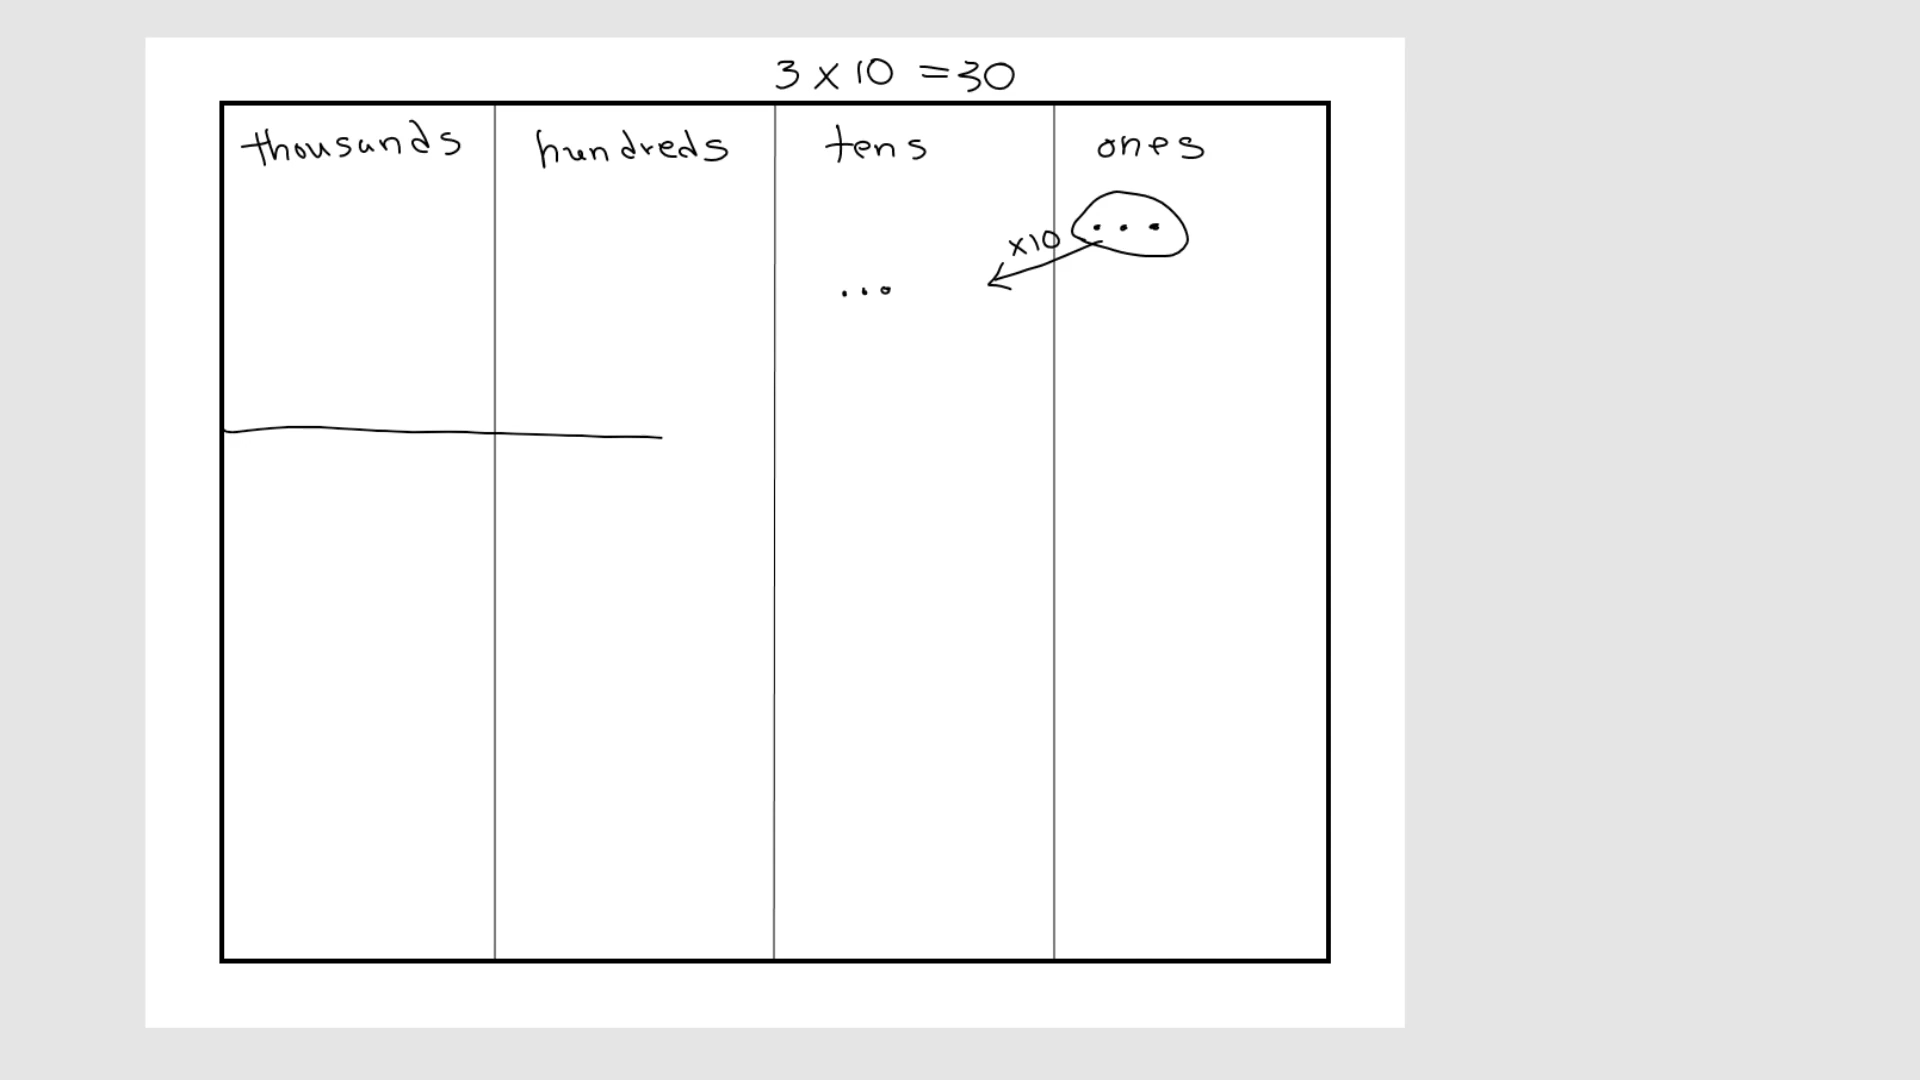 3 x 10 = 30
thousands hundreds tens ones
x10